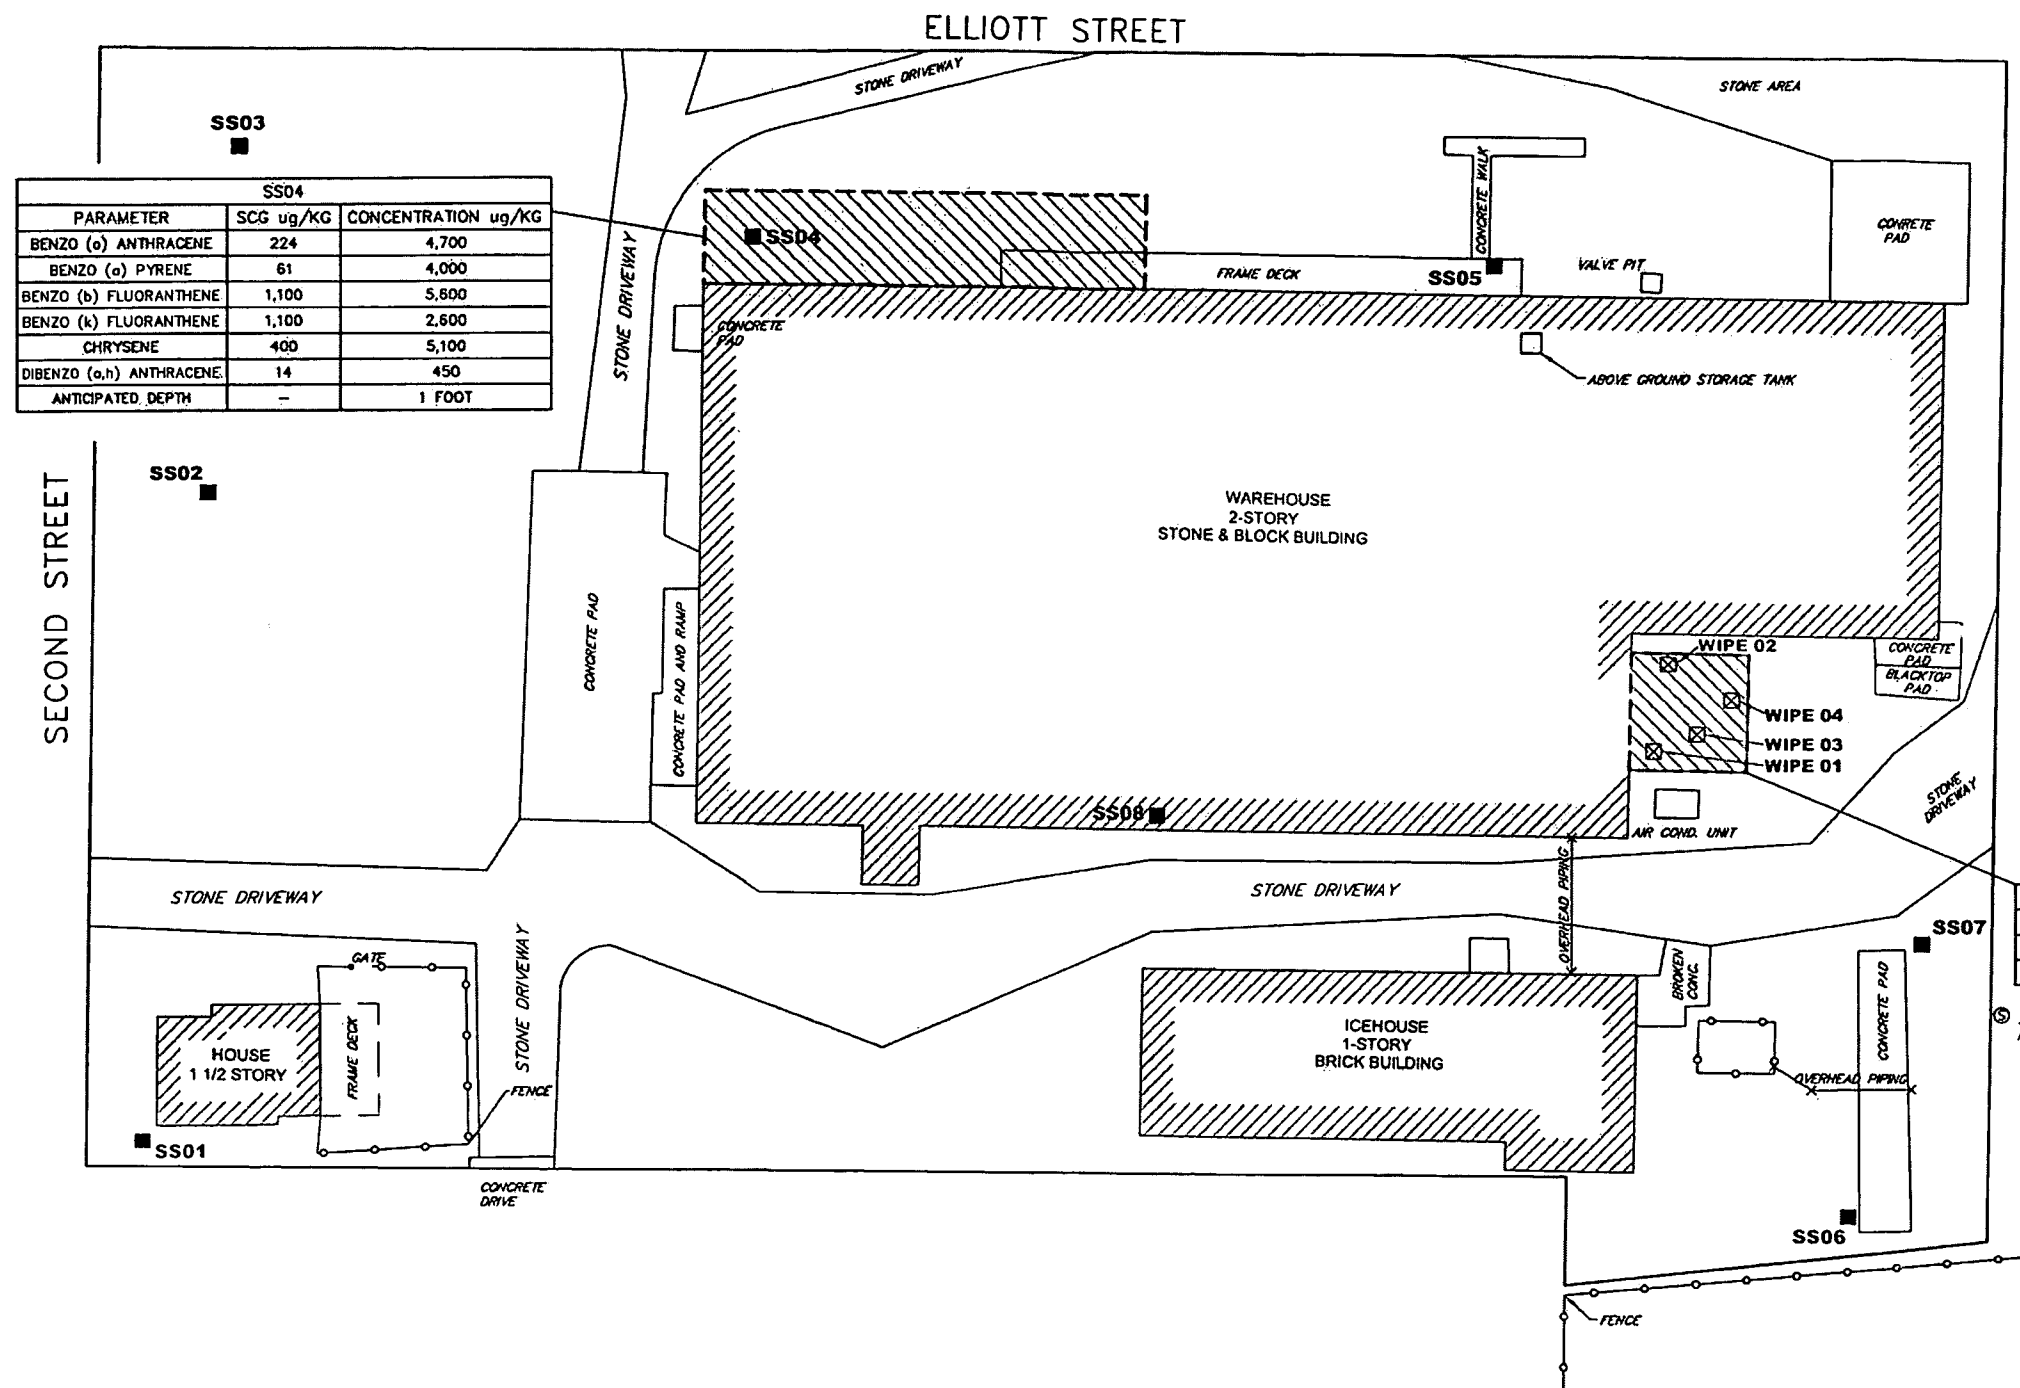 ELLIOTT STREET
STONE DRIVEWAY
STONE AREA
SS03
SS04
PARAMETER SCG ug/KG CONCENTRATION ug/KG
BENZO (a) ANTHRACENE 224 4,700
BENZO (a) PYRENE 61 4,000
BENZO (b) FLUORANTHENE 1,100 5,600
BENZO (k) FLUORANTHENE 1,100 2,600
CHRYSENE 400 5,100
DIBENZO (a,h) ANTHRACENE 14 450
ANTICIPATED DEPTH - 1 FOOT
SS04
CONCRETE WALK
CONRETE
PAD
STONE DRIVEWAY
FRAME DECK
SS05
VALVE PIT
CONCRETE
PAD
ABOVE GROUND STORAGE TANK
SECOND STREET
SS02
WAREHOUSE
2-STORY
STONE & BLOCK BUILDING
CONCRETE PAD
CONCRETE PAD AND RAMP
WIPE 02
CONCRETE
PAD
BLACKTOP
PAD
WIPE 04
WIPE 03
WIPE 01
STONE
DRIVEWAY
SS08
AIR COND. UNIT
STONE DRIVEWAY
STONE DRIVEWAY
OVERHEAD PIPING
SS07
GATE
STONE DRIVEWAY
BROKEN
CONC.
CONCRETE PAD
S
HOUSE
1 1/2 STORY
FRAME DECK
ICEHOUSE
1-STORY
BRICK BUILDING
OVERHEAD PIPING
FENCE
SS01
CONCRETE
DRIVE
SS06
FENCE